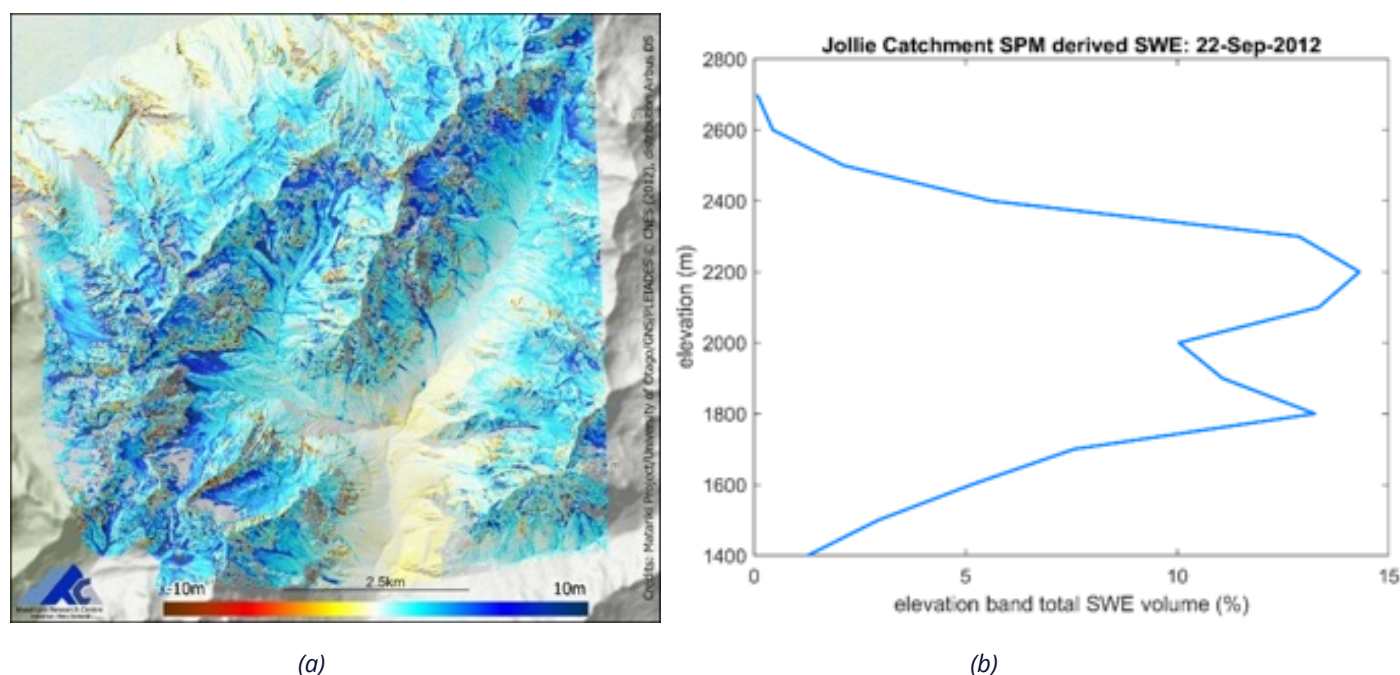 Credits: Matariki Project/University of Otago/GNS/PLEIADES © CNES (2012), distribution Airbus DS
-10m
2.5km
10m
(a)
Jollie Catchment SPM derived SWE: 22-Sep-2012
2800
2600
2400
2200
2000
1800
1600
1400
elevation (m)
0
5
10
15
elevation band total SWE volume (%)
(b)